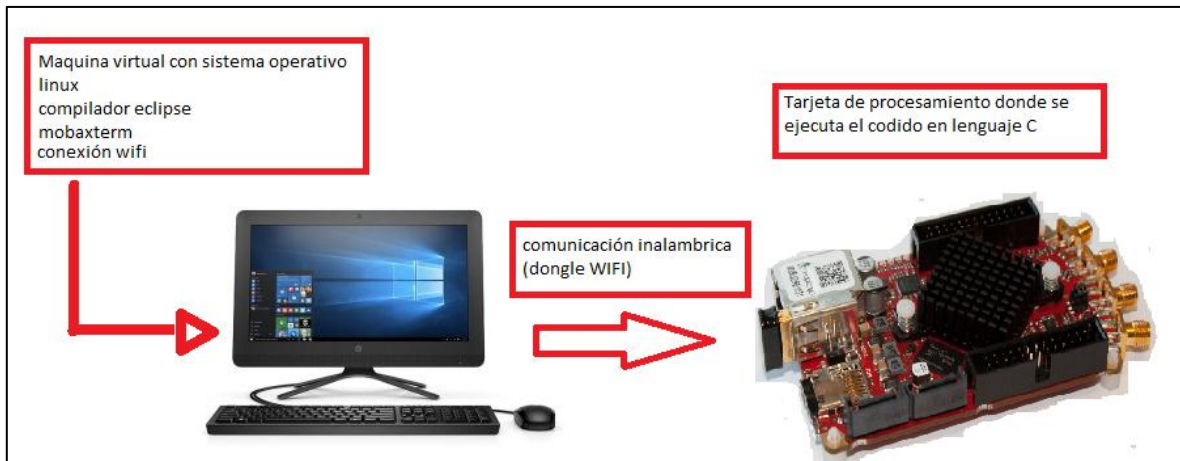 Maquina virtual con sistema operativo
linux
compilador eclipse
mobaxterm
conexión wifi
Tarjeta de procesamiento donde se
ejecuta el codido en lenguaje C
comunicación inalambrica
(dongle WIFI)